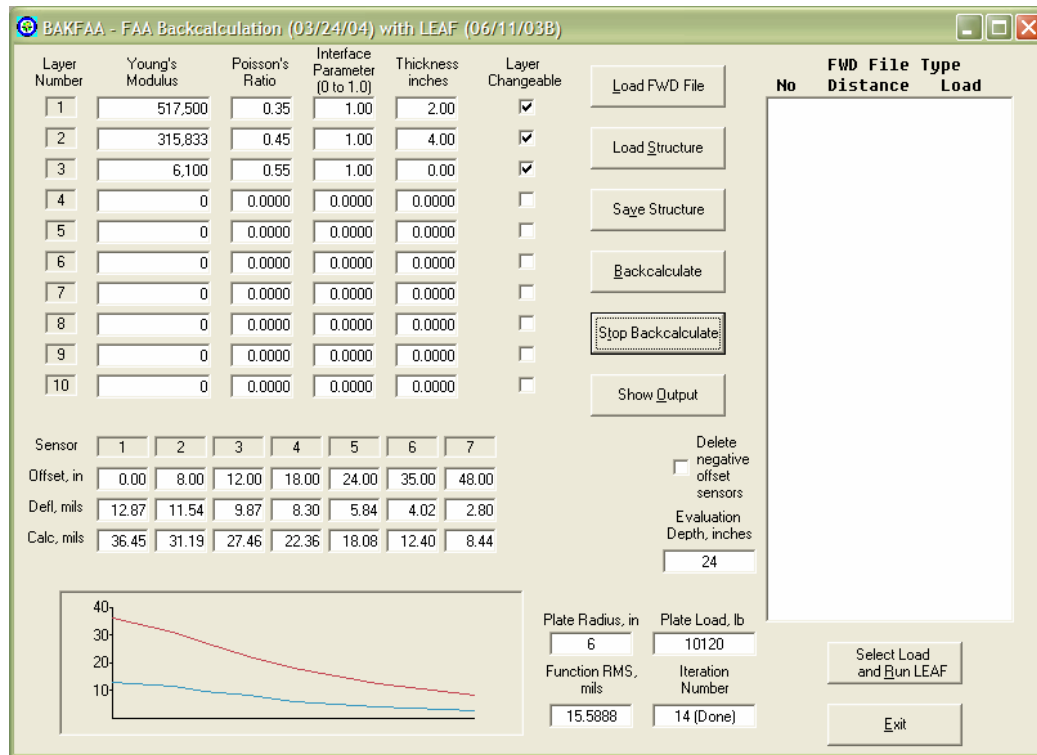 BAKFAA - FAA Backcalculation (03/24/04) with LEAF (06/11/03B)
Layer Number Young's Modulus Poisson's Ratio Interface Parameter (0 to 1.0) Thickness inches Layer Changeable
1 517,500 0.35 1.00 2.00
2 315,833 0.45 1.00 4.00
3 6,100 0.55 1.00 0.00
4 0 0.0000 0.0000 0.0000
5 0 0.0000 0.0000 0.0000
6 0 0.0000 0.0000 0.0000
7 0 0.0000 0.0000 0.0000
8 0 0.0000 0.0000 0.0000
9 0 0.0000 0.0000 0.0000
10 0 0.0000 0.0000 0.0000
Load FWD File
Load Structure
Save Structure
Backcalculate
Stop Backcalculate
Show Output
FWD File Type
No Distance Load
Sensor 1 2 3 4 5 6 7
Offset, in 0.00 8.00 12.00 18.00 24.00 35.00 48.00
Defl, mils 12.87 11.54 9.87 8.30 5.84 4.02 2.80
Calc, mils 36.45 31.19 27.46 22.36 18.08 12.40 8.44
Delete
negative
offset
sensors
Evaluation
Depth, inches
24
40
30
20
10
Plate Radius, in Plate Load, lb
6 10120
Function RMS, mils Iteration Number
15.5888 14 (Done)
Select Load
and Run LEAF
Exit